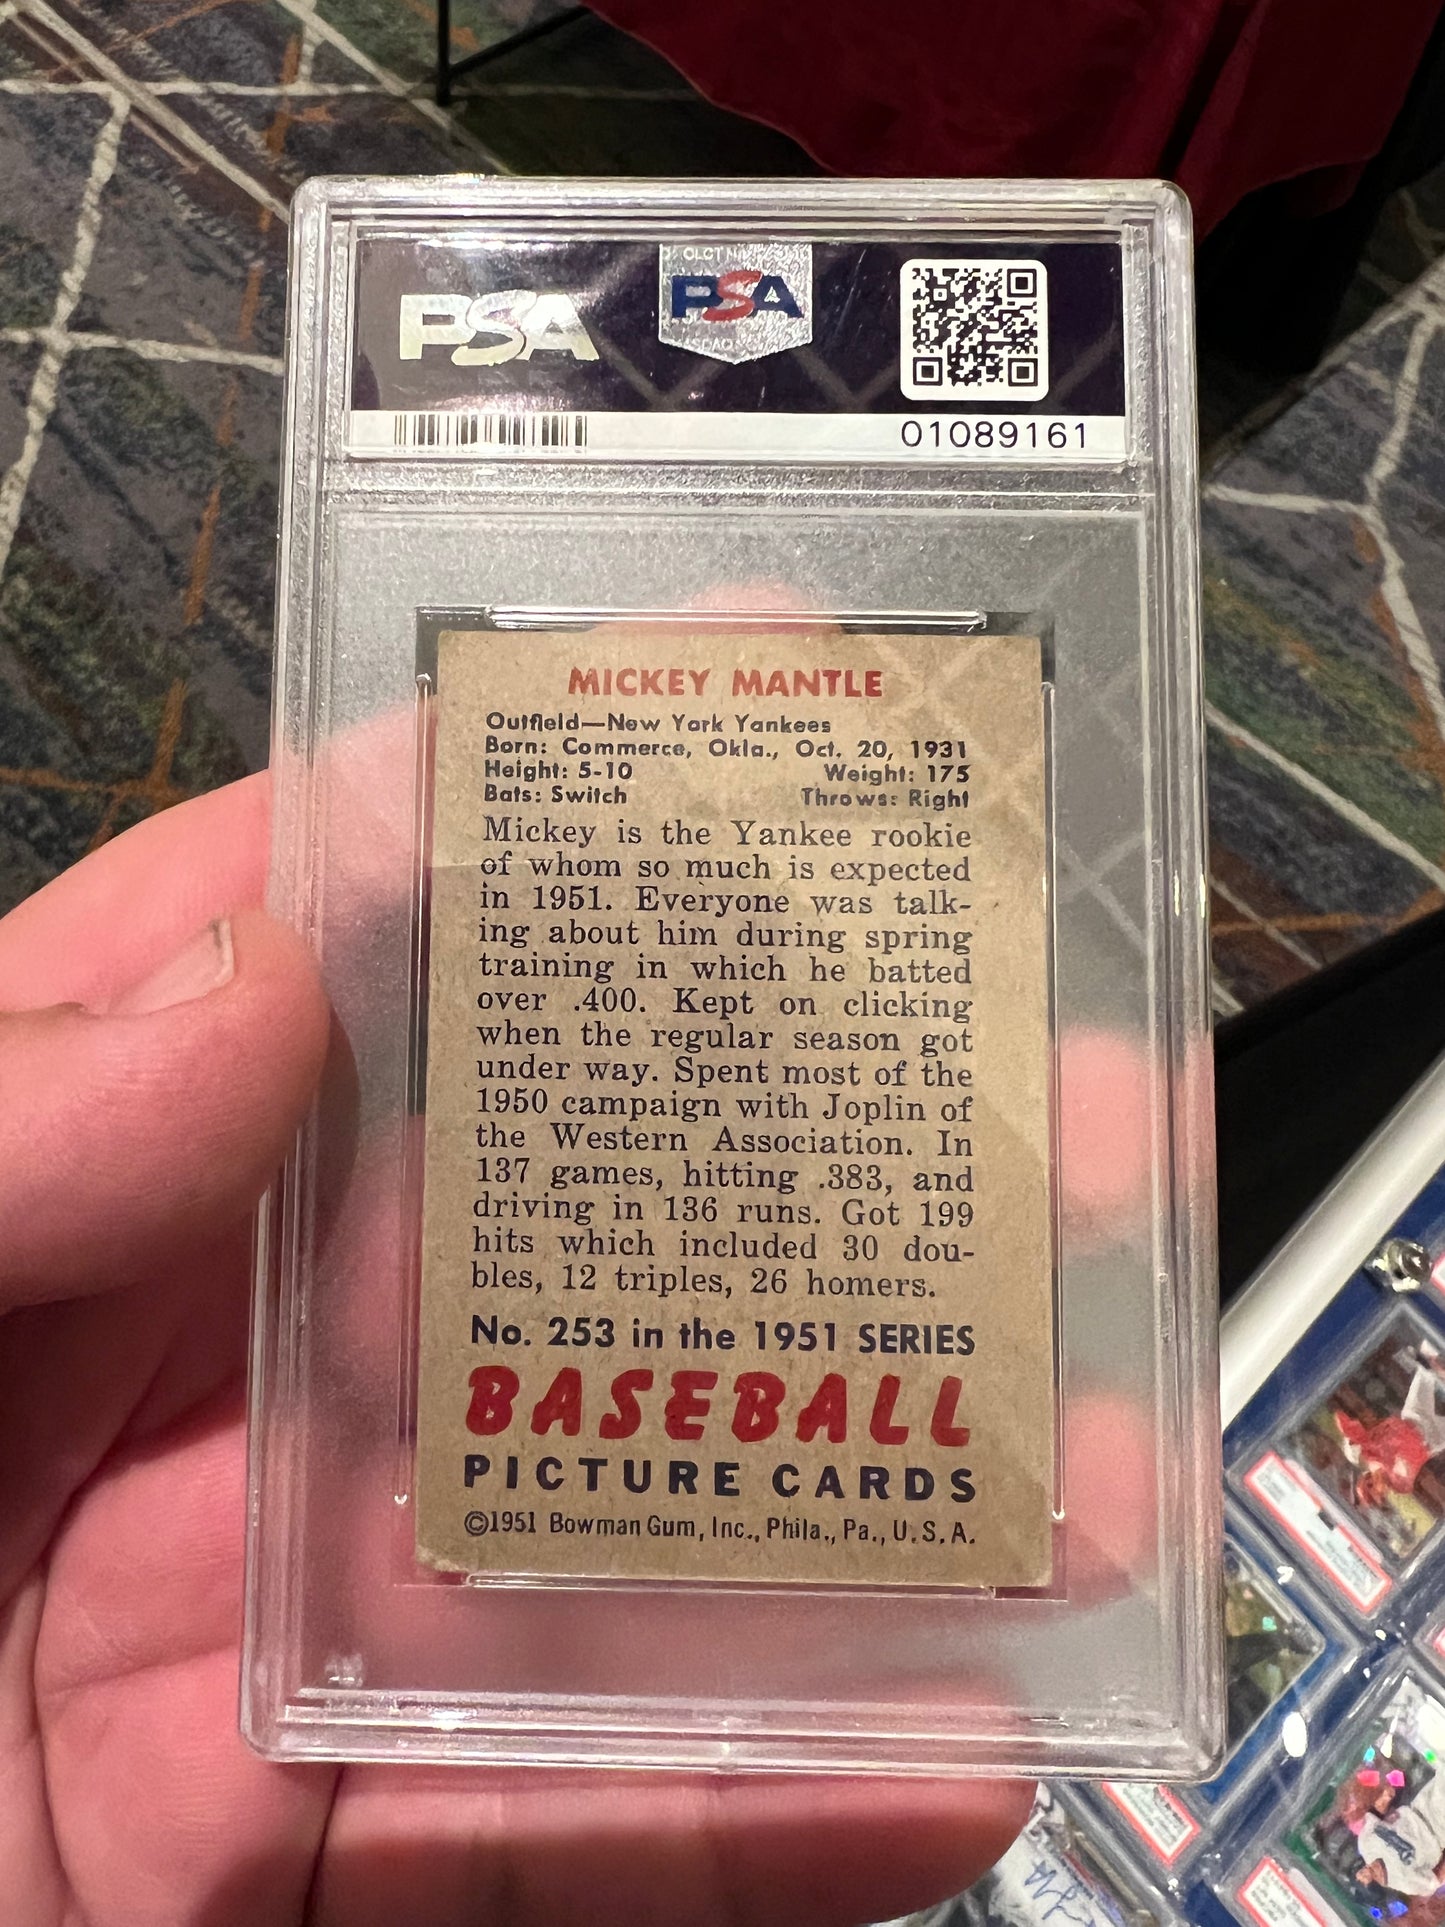 PSA
PSA
01089161
MICKEY MANTLE
Outfield—New York Yankees
Born: Commerce, Okla., Oct. 20, 1931
Height: 5-10 Weight: 175
Bats: Switch Throws: Right
Mickey is the Yankee rookie
of whom so much is expected
in 1951. Everyone was talk-
ing about him during spring
training in which he batted
over .400. Kept on clicking
when the regular season got
under way. Spent most of the
1950 campaign with Joplin of
the Western Association. In
137 games, hitting .383, and
driving in 136 runs. Got 199
hits which included 30 dou-
bles, 12 triples, 26 homers.
No. 253 in the 1951 SERIES
BASEBALL
PICTURE CARDS
©1951 Bowman Gum, Inc., Phila., Pa., U.S.A.